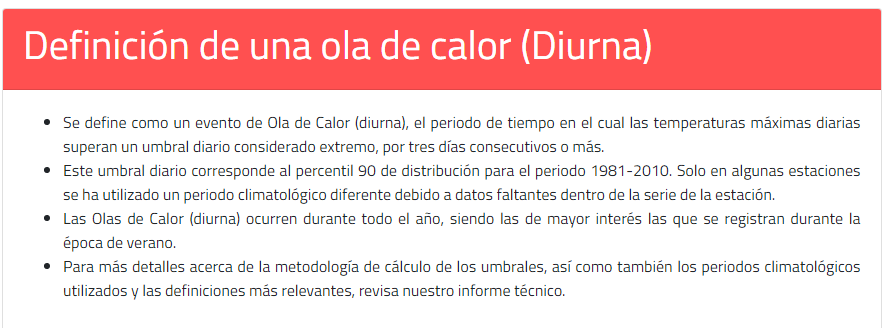 Definición de una ola de calor (Diurna)
• Se define como un evento de Ola de Calor (diurna), el periodo de tiempo en el cual las temperaturas máximas diarias
superan un umbral diario considerado extremo, por tres días consecutivos o más.
• Este umbral diario corresponde al percentil 90 de distribución para el periodo 1981-2010. Solo en algunas estaciones
se ha utilizado un periodo climatológico diferente debido a datos faltantes dentro de la serie de la estación.
• Las Olas de Calor (diurna) ocurren durante todo el año, siendo las de mayor interés las que se registran durante la
época de verano.
• Para más detalles acerca de la metodología de cálculo de los umbrales, así como también los periodos climatológicos
utilizados y las definiciones más relevantes, revisa nuestro informe técnico.